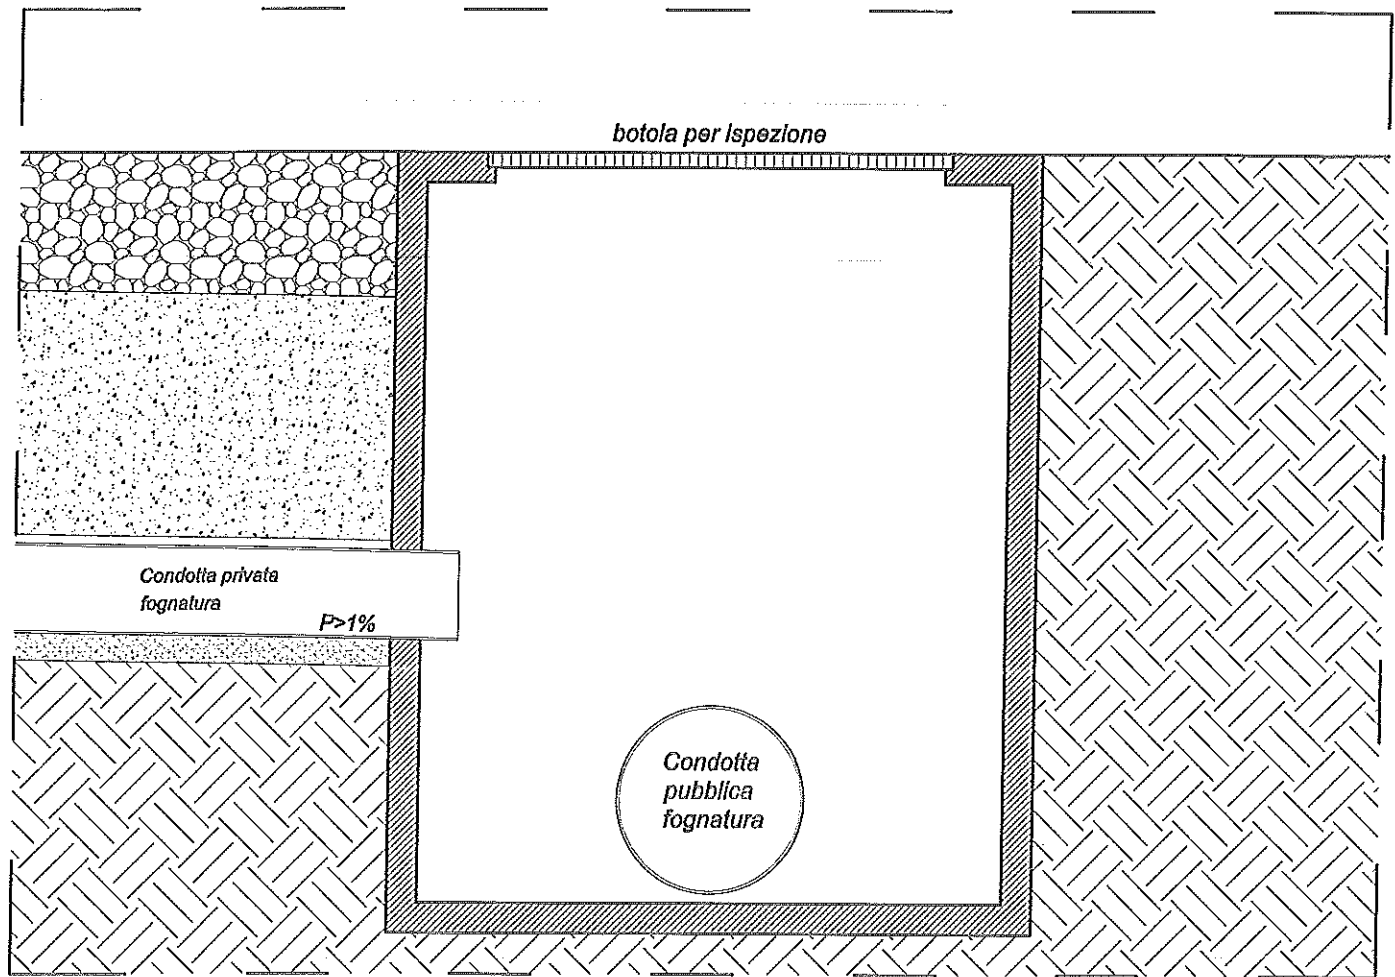 botola per ispezione
Condotta privata
fognatura
P>1%
Condotta
pubblica
fognatura